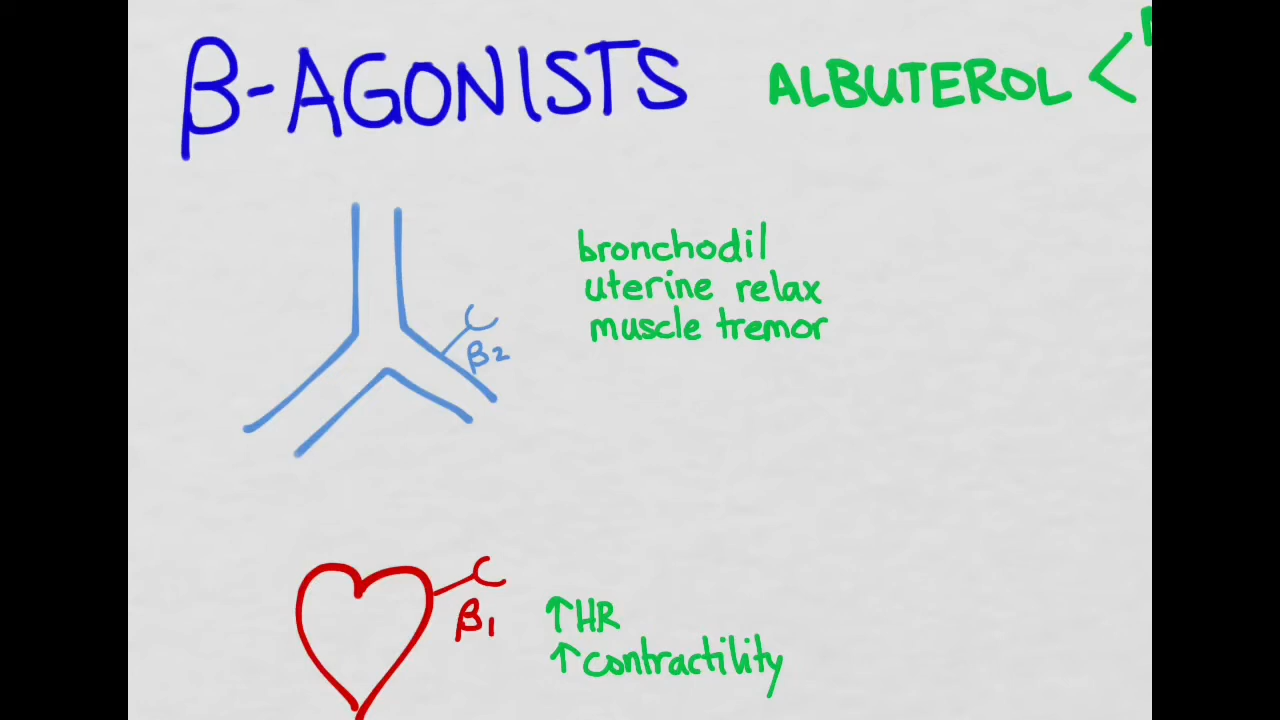 β-AGONISTS
ALBUTEROL <
bronchodil
uterine relax
muscle tremor
β2
β1
↑HR
↑contractility